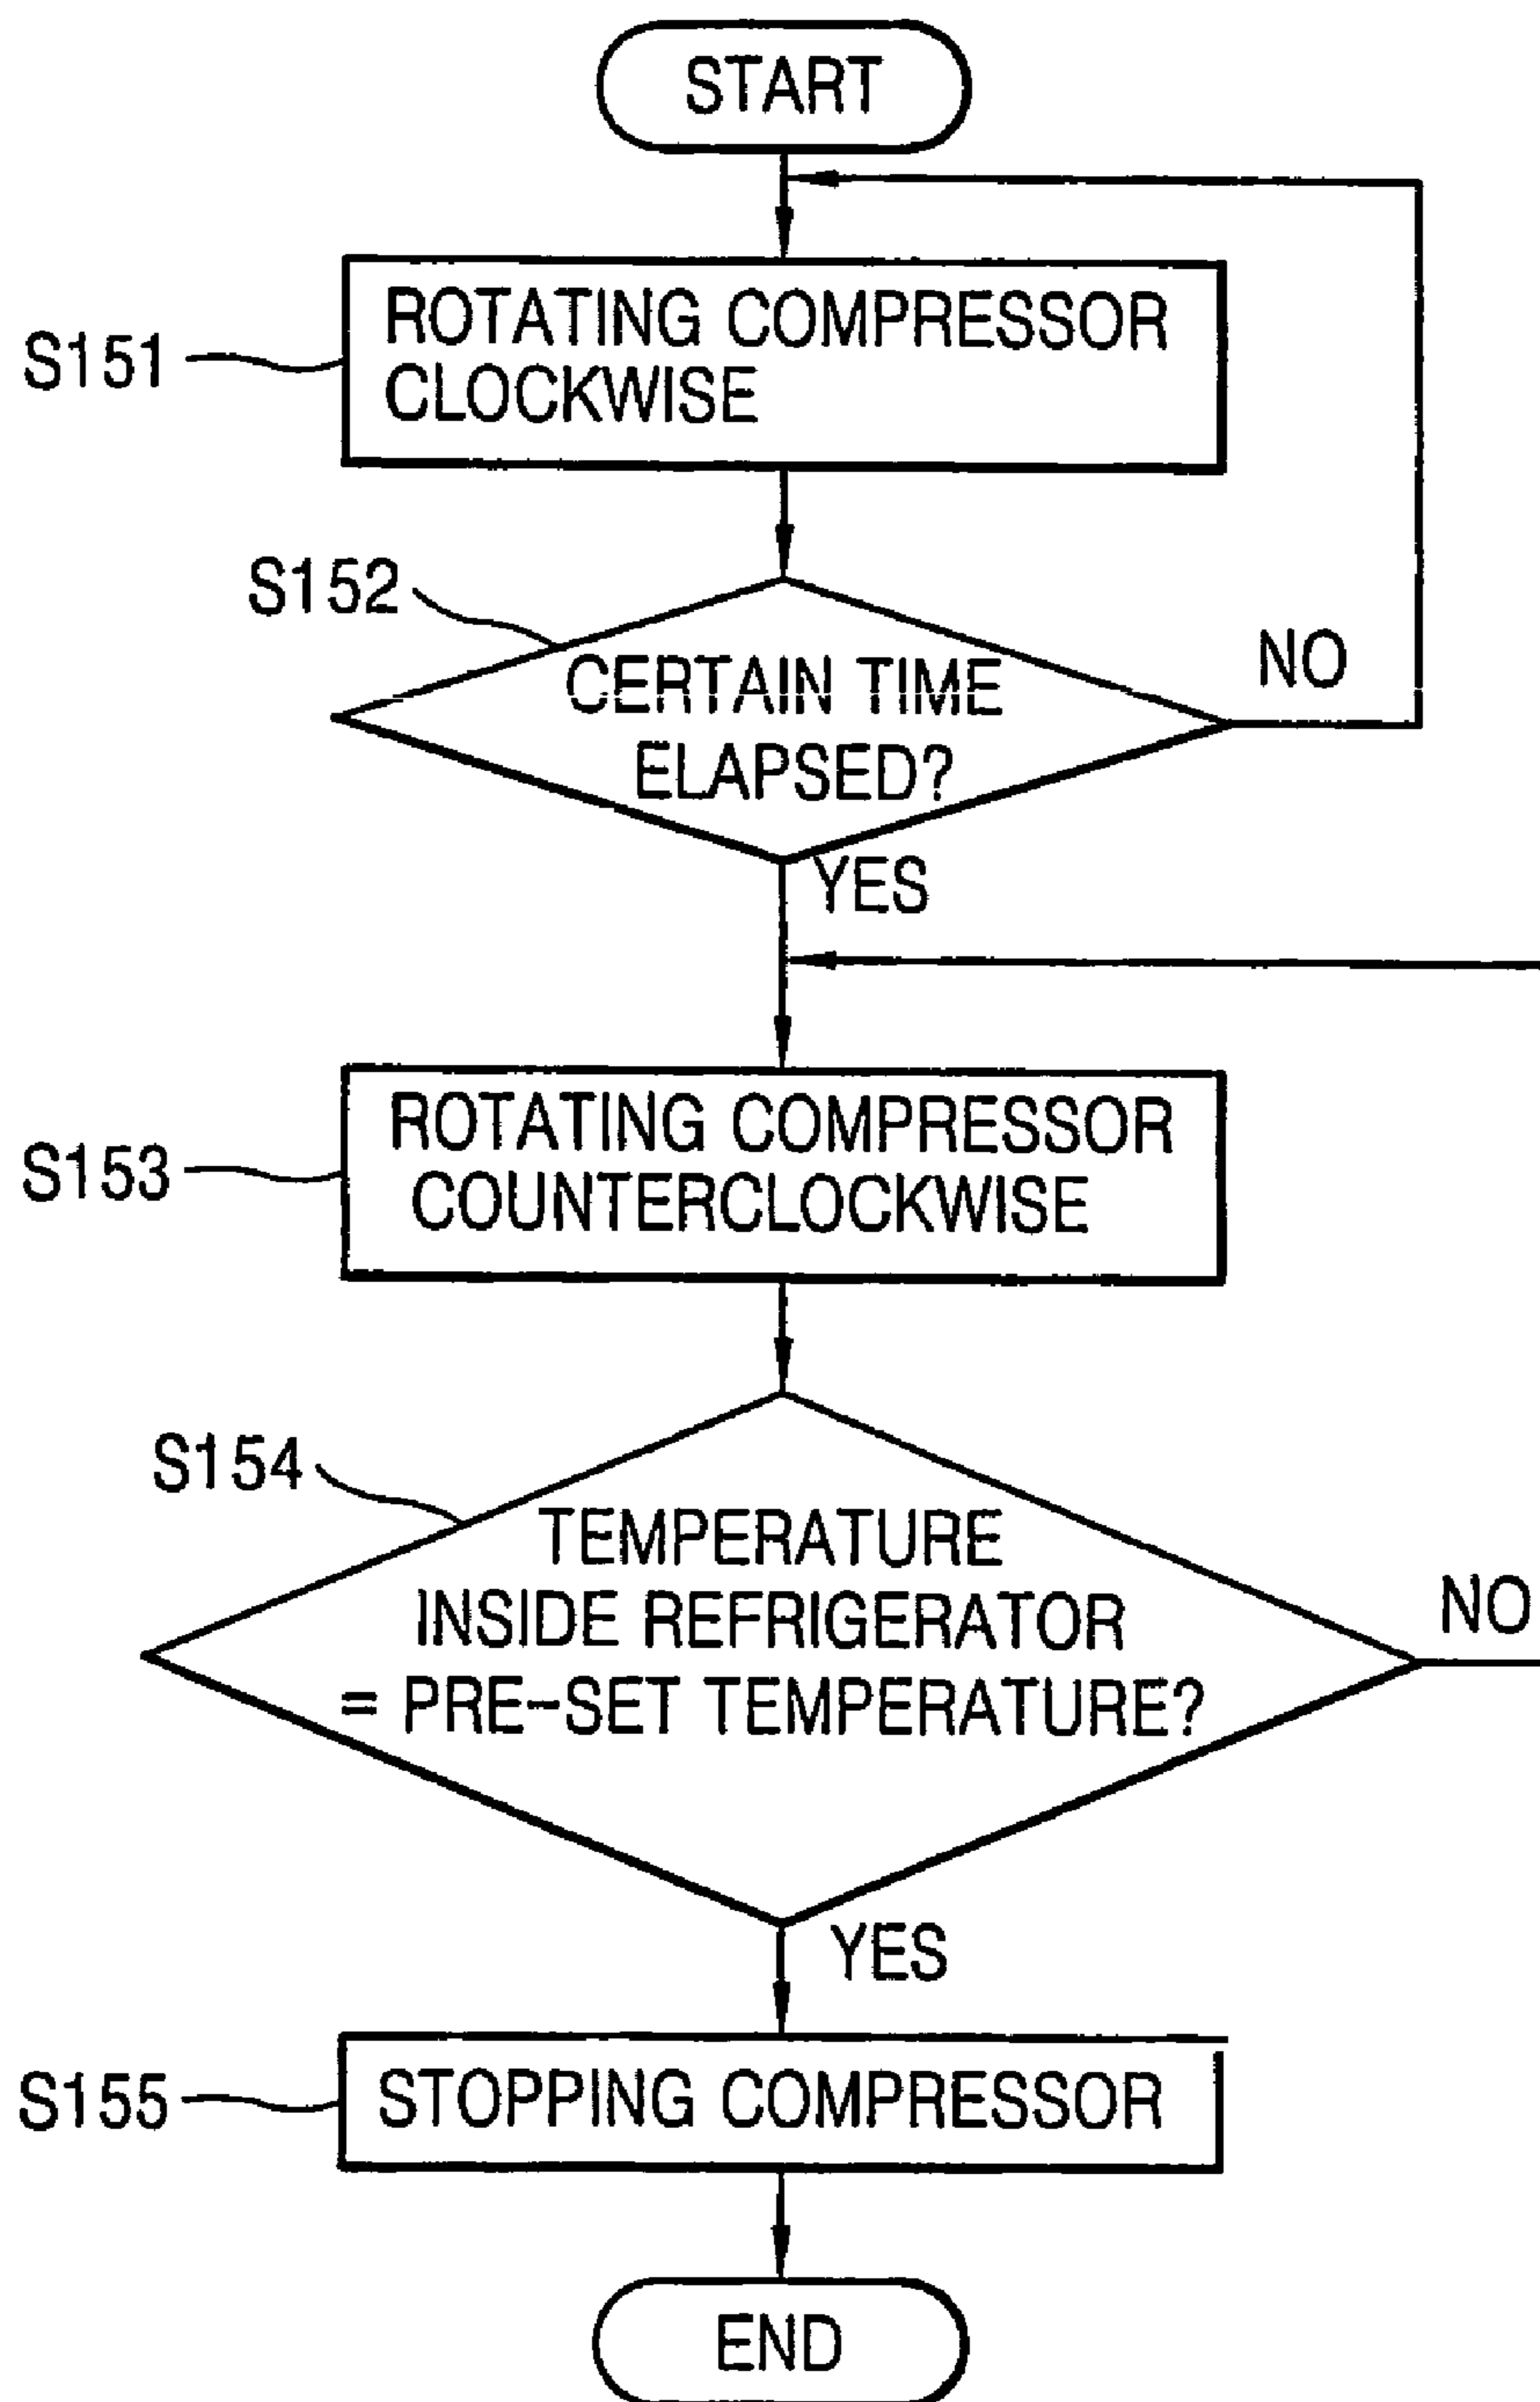 START
S151
ROTATING COMPRESSOR
CLOCKWISE
S152
CERTAIN TIME
ELAPSED?
NO
YES
S153
ROTATING COMPRESSOR
COUNTERCLOCKWISE
S154
TEMPERATURE
INSIDE REFRIGERATOR
= PRE-SET TEMPERATURE?
NO
YES
S155
STOPPING COMPRESSOR
END